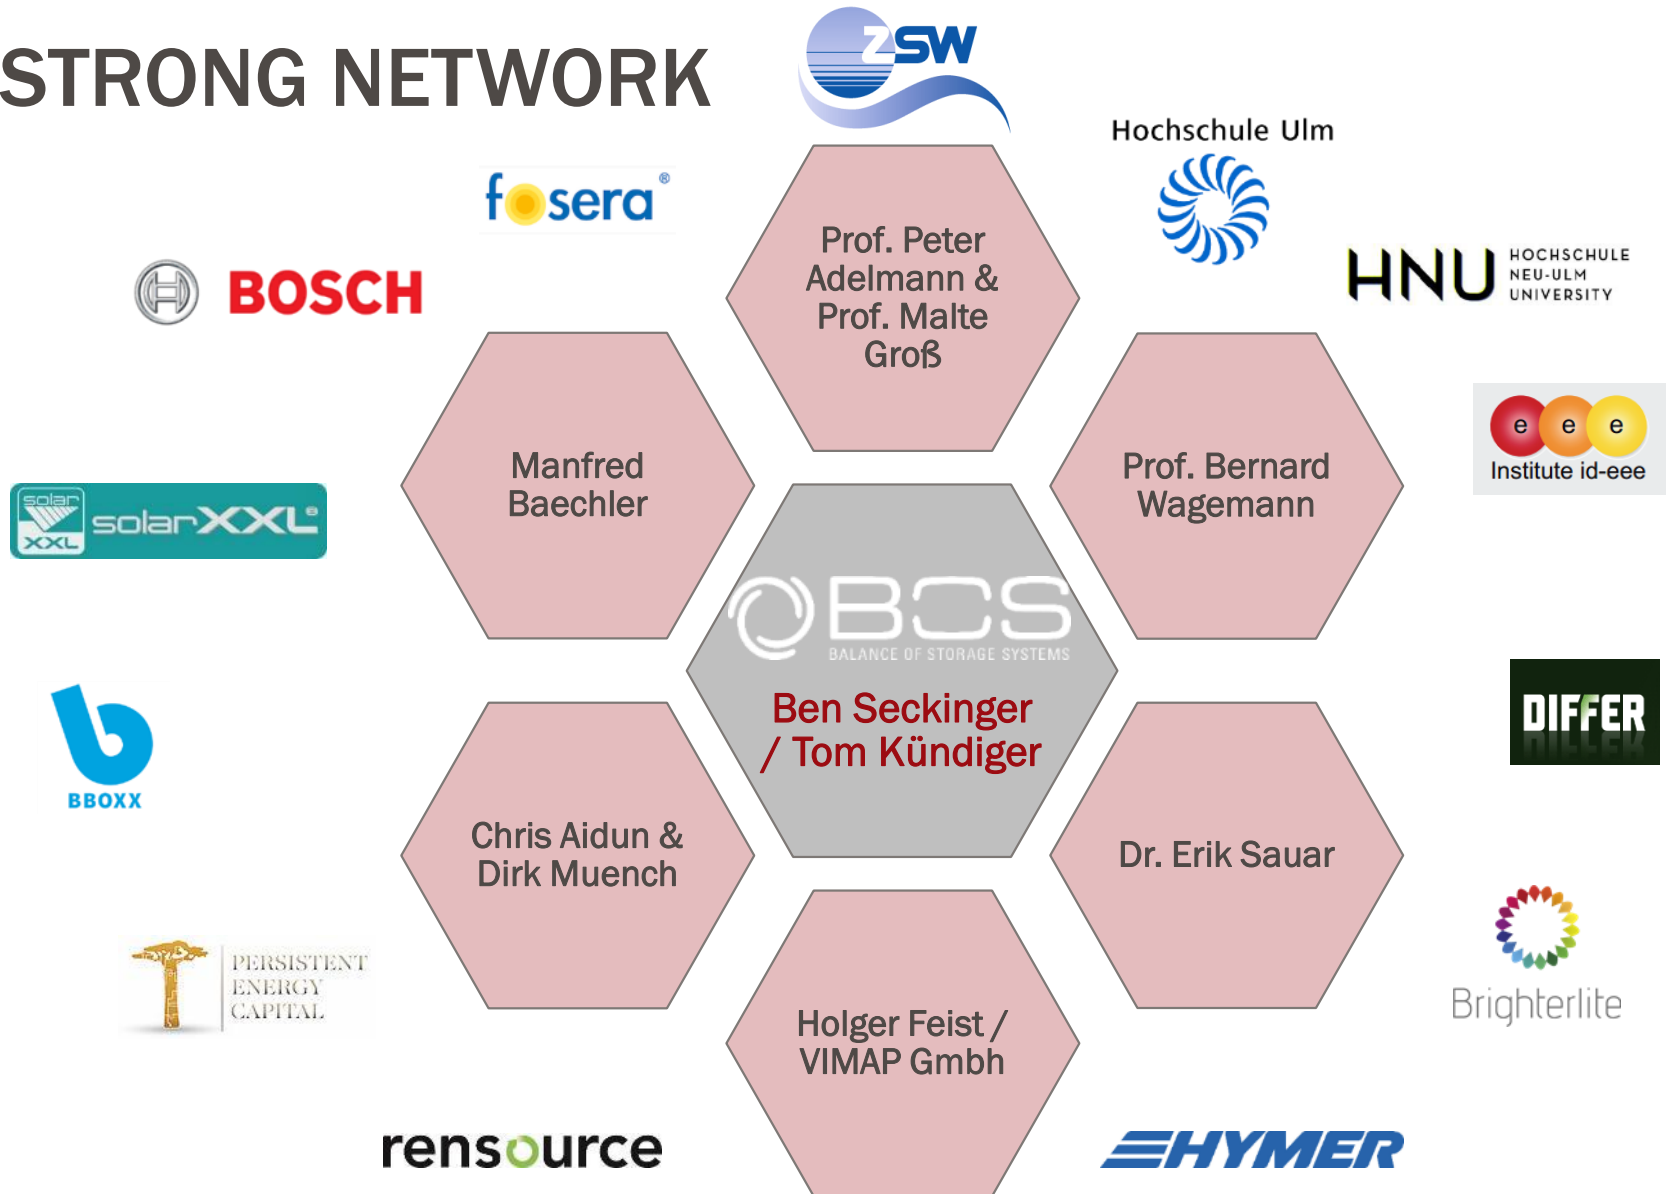 STRONG NETWORK
ZSW
Hochschule Ulm
fosera®
HOCHSCHULE
HNU
NEU-ULM
UNIVERSITY
BOSCH
Prof. Peter
Adelmann &
Prof. Malte
Groß
e e e
Institute id-eee
Manfred
Baechler
Prof. Bernard
Wagemann
solar
XXL
solarXXL®
BOS
BALANCE OF STORAGE SYSTEMS
Ben Seckinger
/ Tom Kündiger
DIFFER
b
BBOXX
Chris Aidun &
Dirk Muench
Dr. Erik Sauar
PERSISTENT
ENERGY
CAPITAL
Brighterlite
Holger Feist /
VIMAP Gmbh
rensource
HYMER